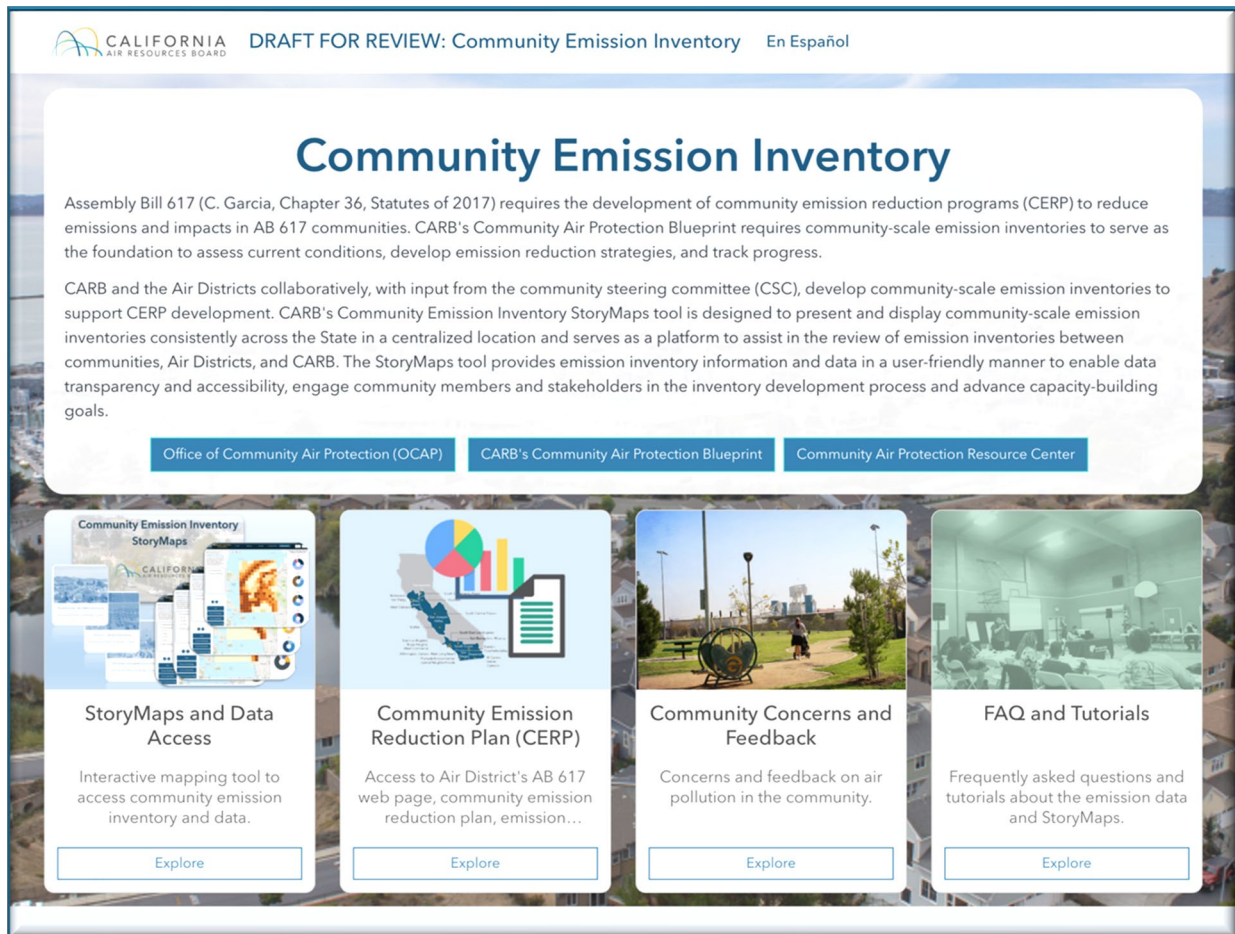 CALIFORNIA
AIR RESOURCES BOARD
DRAFT FOR REVIEW: Community Emission Inventory
En Español
Community Emission Inventory
Assembly Bill 617 (C. Garcia, Chapter 36, Statutes of 2017) requires the development of community emission reduction programs (CERP) to reduce
emissions and impacts in AB 617 communities. CARB's Community Air Protection Blueprint requires community-scale emission inventories to serve as
the foundation to assess current conditions, develop emission reduction strategies, and track progress.
CARB and the Air Districts collaboratively, with input from the community steering committee (CSC), develop community-scale emission inventories to
support CERP development. CARB's Community Emission Inventory StoryMaps tool is designed to present and display community-scale emission
inventories consistently across the State in a centralized location and serves as a platform to assist in the review of emission inventories between
communities, Air Districts, and CARB. The StoryMaps tool provides emission inventory information and data in a user-friendly manner to enable data
transparency and accessibility, engage community members and stakeholders in the inventory development process and advance capacity-building
goals.
Office of Community Air Protection (OCAP)
CARB's Community Air Protection Blueprint
Community Air Protection Resource Center
Community Emission Inventory
StoryMaps
StoryMaps and Data
Access
Interactive mapping tool to
access community emission
inventory and data.
Explore
Community Emission
Reduction Plan (CERP)
Access to Air District's AB 617
web page, community emission
reduction plan, emission…
Explore
Community Concerns and
Feedback
Concerns and feedback on air
pollution in the community.
Explore
FAQ and Tutorials
Frequently asked questions and
tutorials about the emission data
and StoryMaps.
Explore